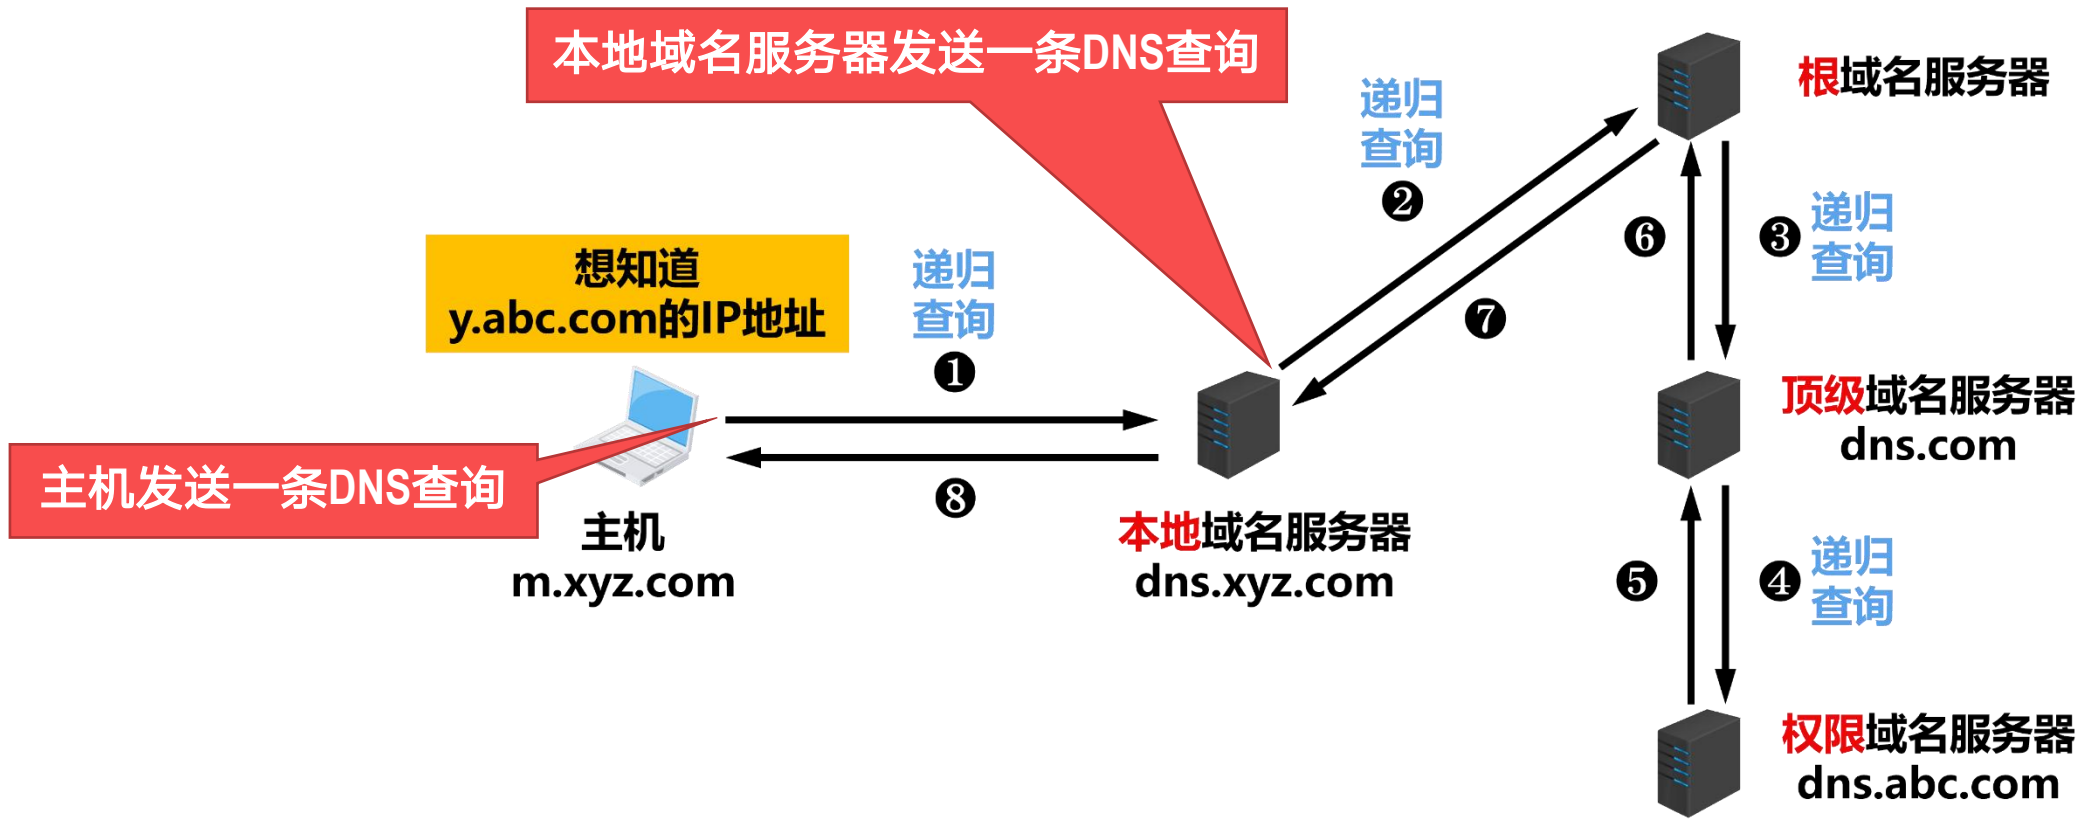 本地域名服务器发送一条DNS查询
根域名服务器
递归
查询
❷
想知道
y.abc.com的IP地址
递归
查询
❶
❻
❸
递归
查询
❼
主机发送一条DNS查询
❽
主机
m.xyz.com
本地域名服务器
dns.xyz.com
顶级域名服务器
dns.com
❺
❹
递归
查询
权限域名服务器
dns.abc.com